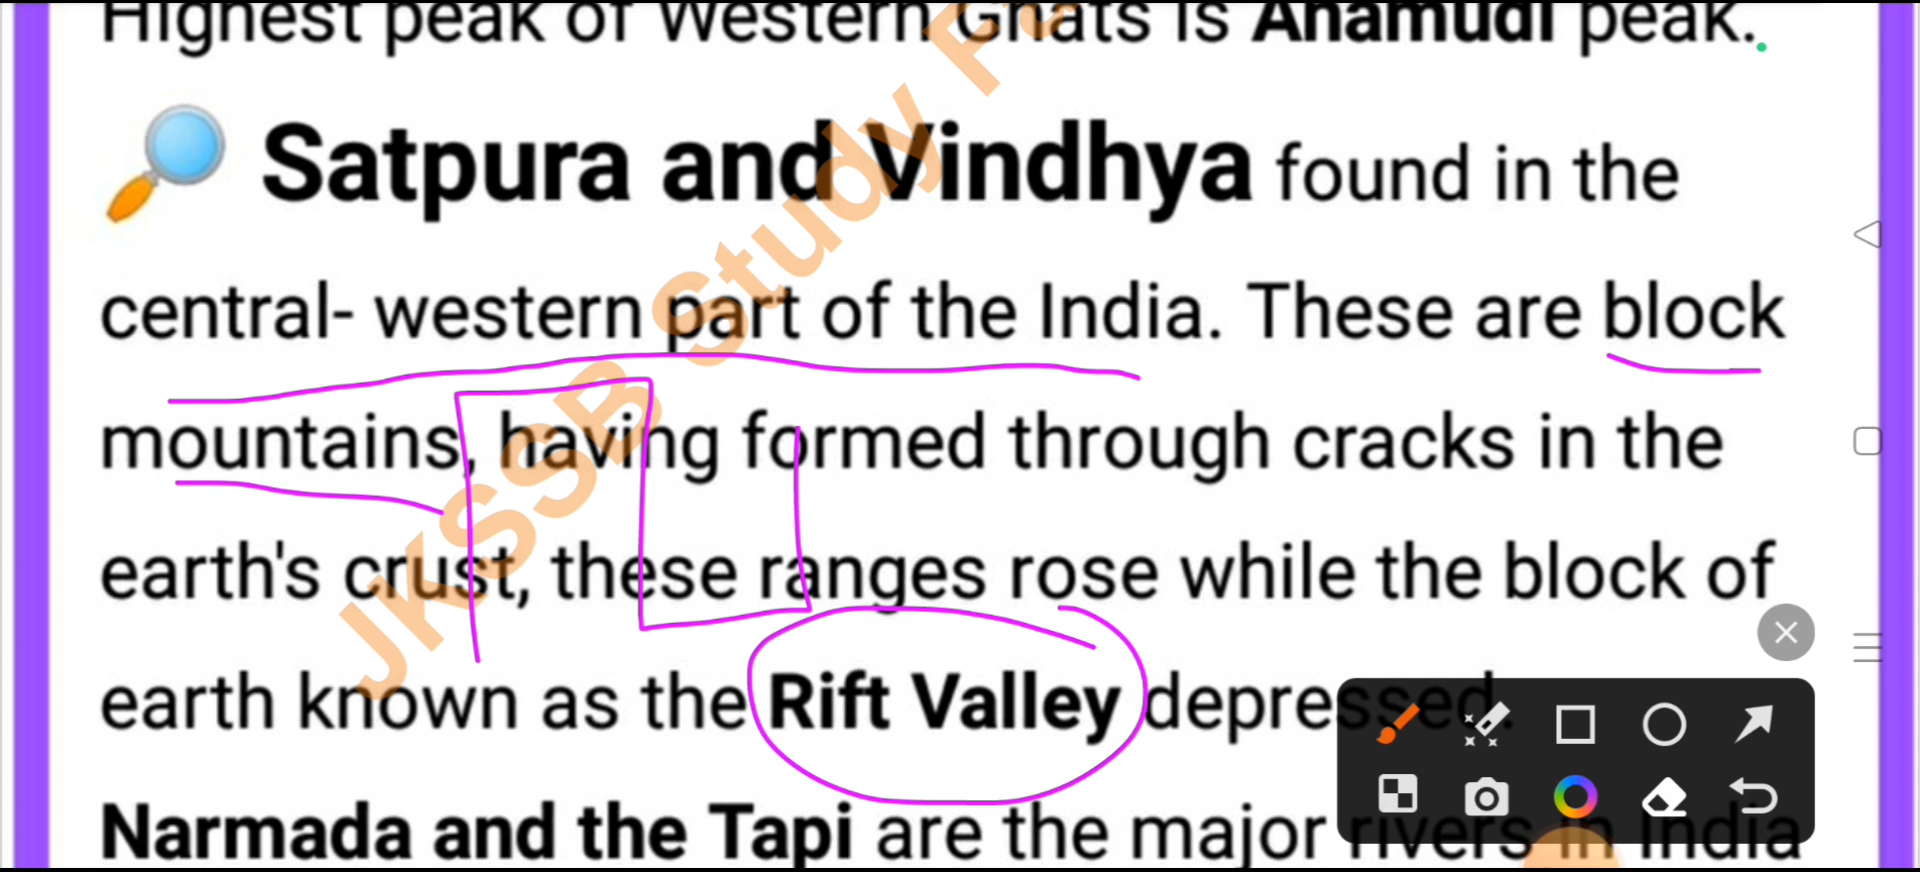 Highest peak of Western Ghats is Anamudi peak.
Satpura and Vindhya found in the
central- western part of the India. These are block
mountains, having formed through cracks in the
earth's crust, these ranges rose while the block of
earth known as the Rift Valley depressed.
Narmada and the Tapi are the major rivers in India
JKSSB Study